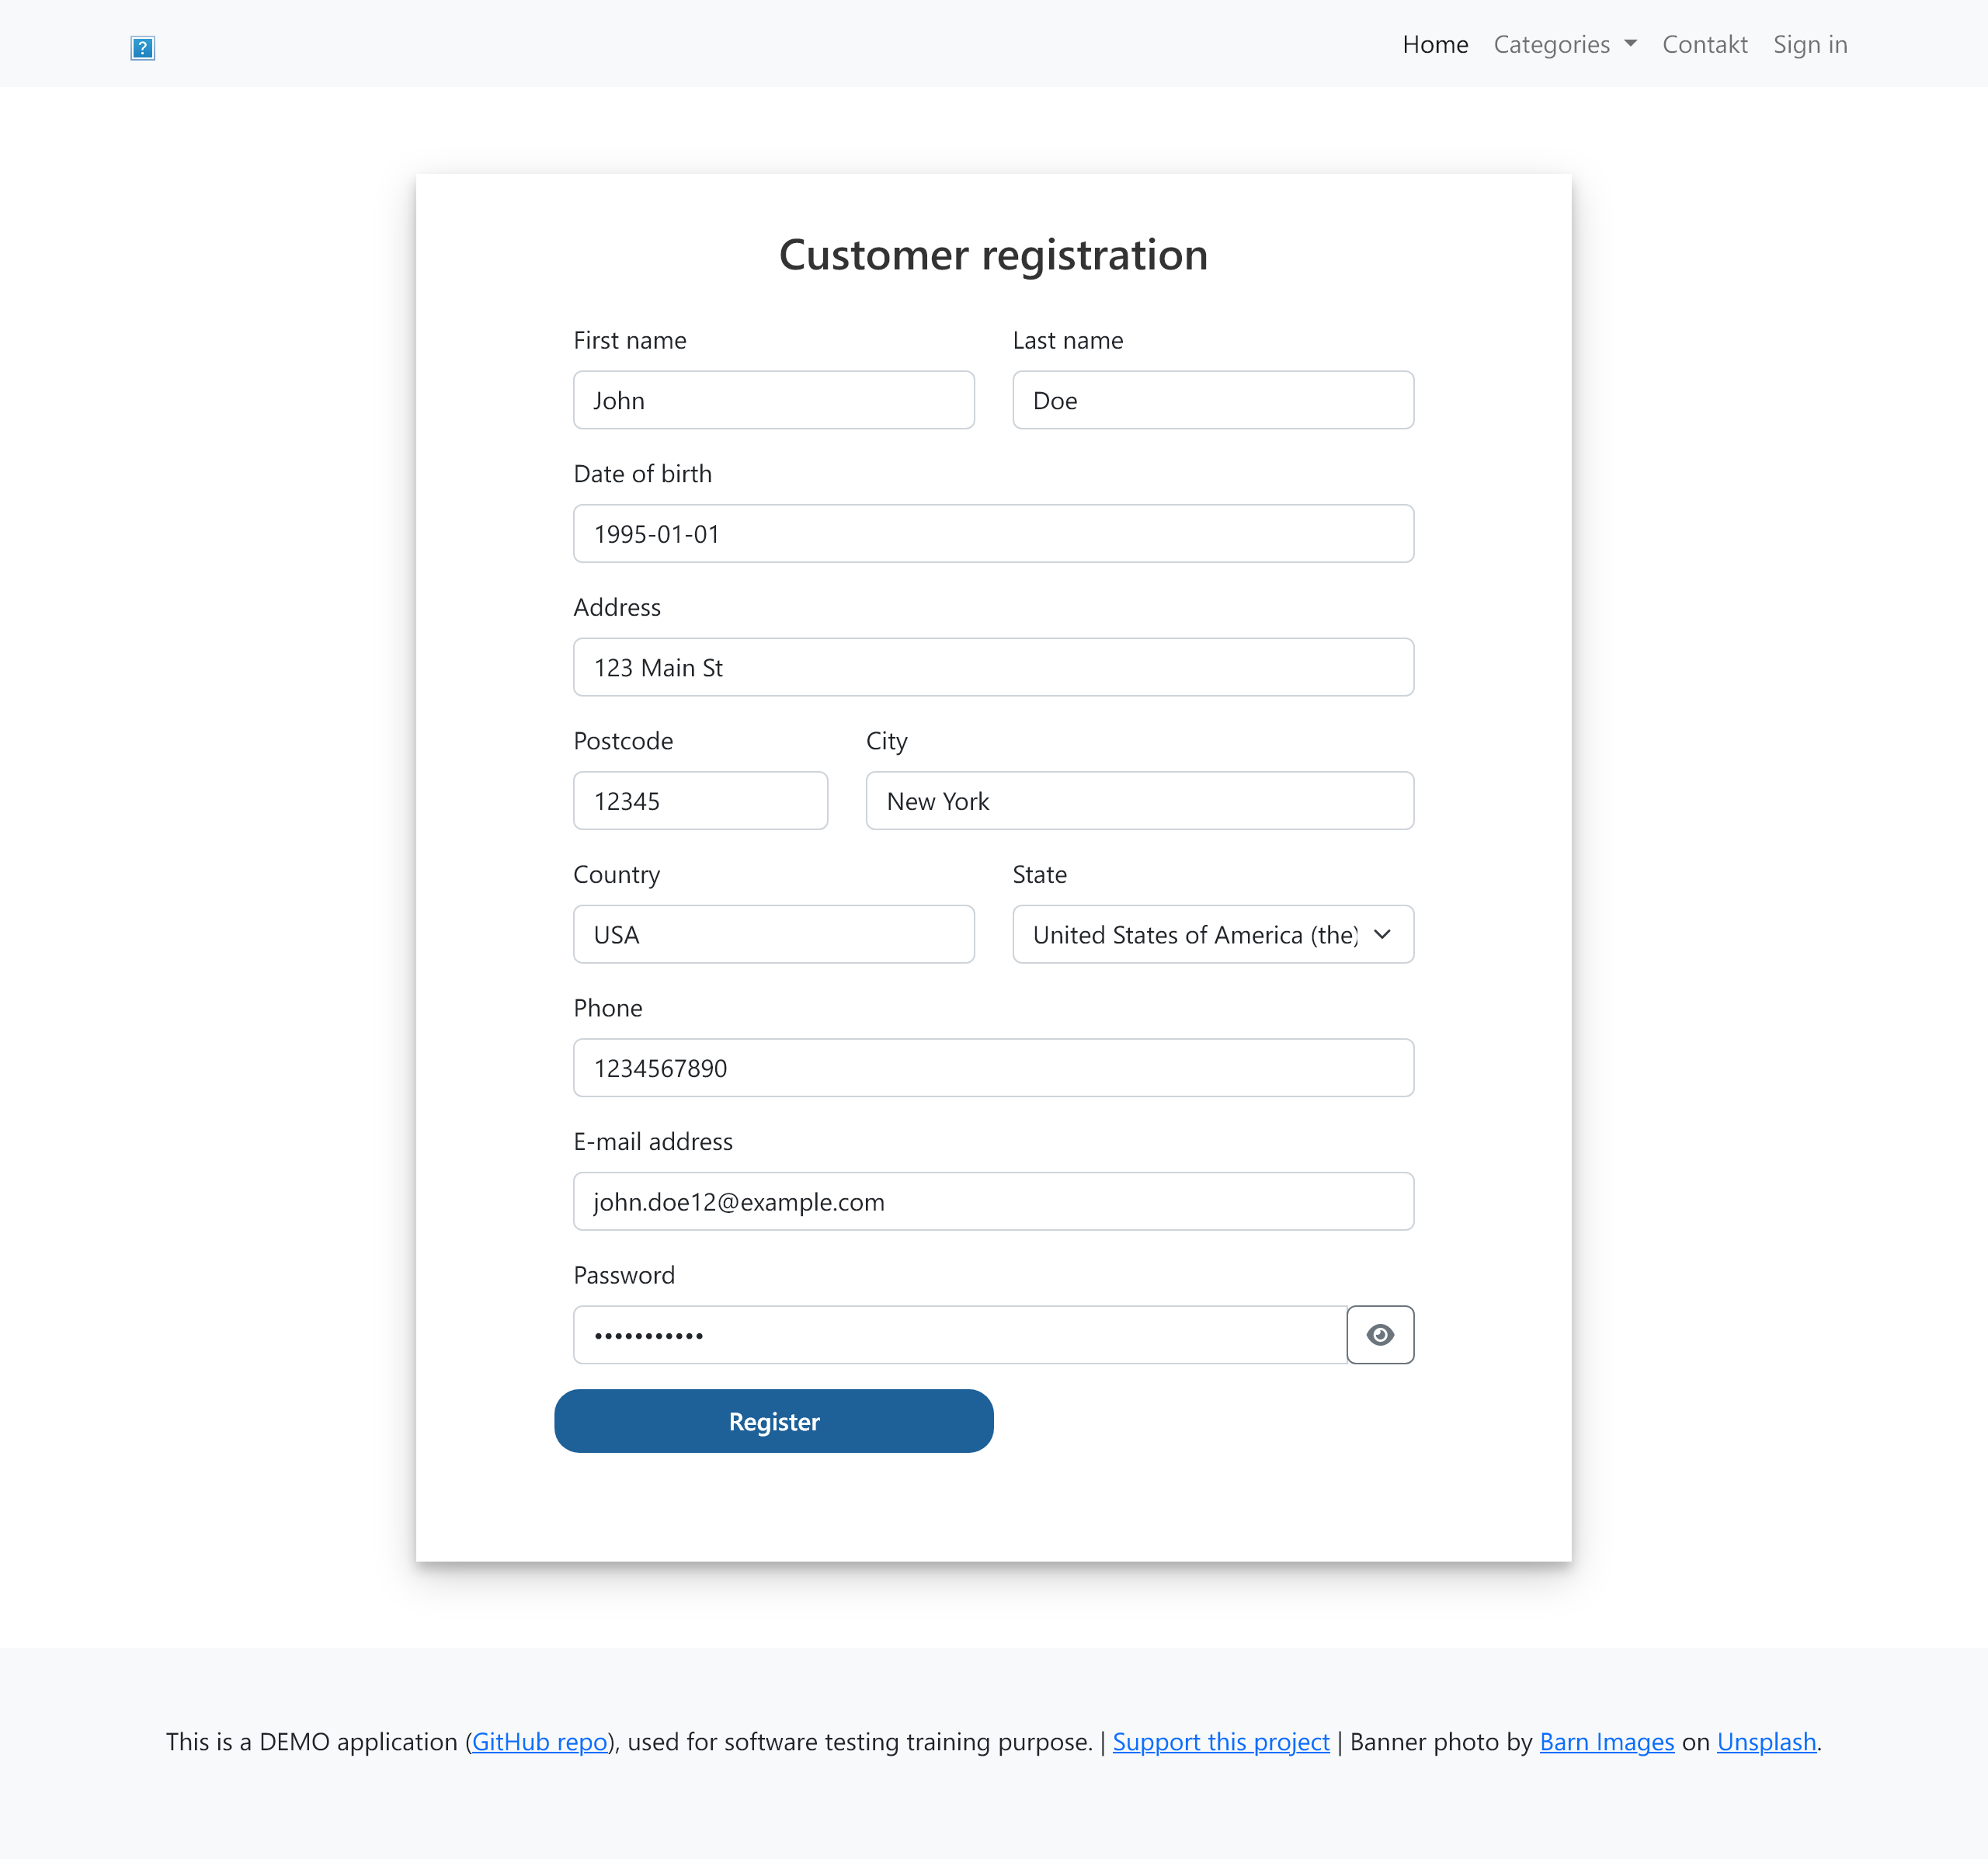 Home Categories Contakt Sign in
Customer registration
First name Last name
John Doe
Date of birth
1995-01-01
Address
123 Main St
Postcode City
12345 New York
Country State
USA United States of America (the)
Phone
1234567890
E-mail address
john.doe12@example.com
Password
•••••••••••
Register
This is a DEMO application (GitHub repo), used for software testing training purpose. | Support this project | Banner photo by Barn Images on Unsplash.